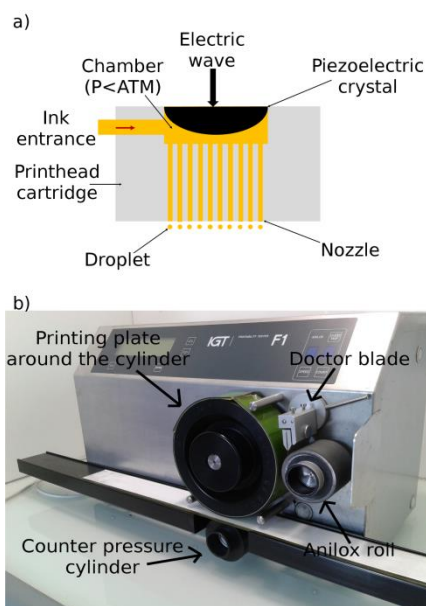 a)
Electric
wave
Chamber
(P<ATM)
Piezoelectric
crystal
Ink
entrance
Printhead
cartridge
Droplet
Nozzle
b)
Printing plate
around the cylinder
IGT
F1
Doctor blade
Counter pressure
cylinder
Anilox roll